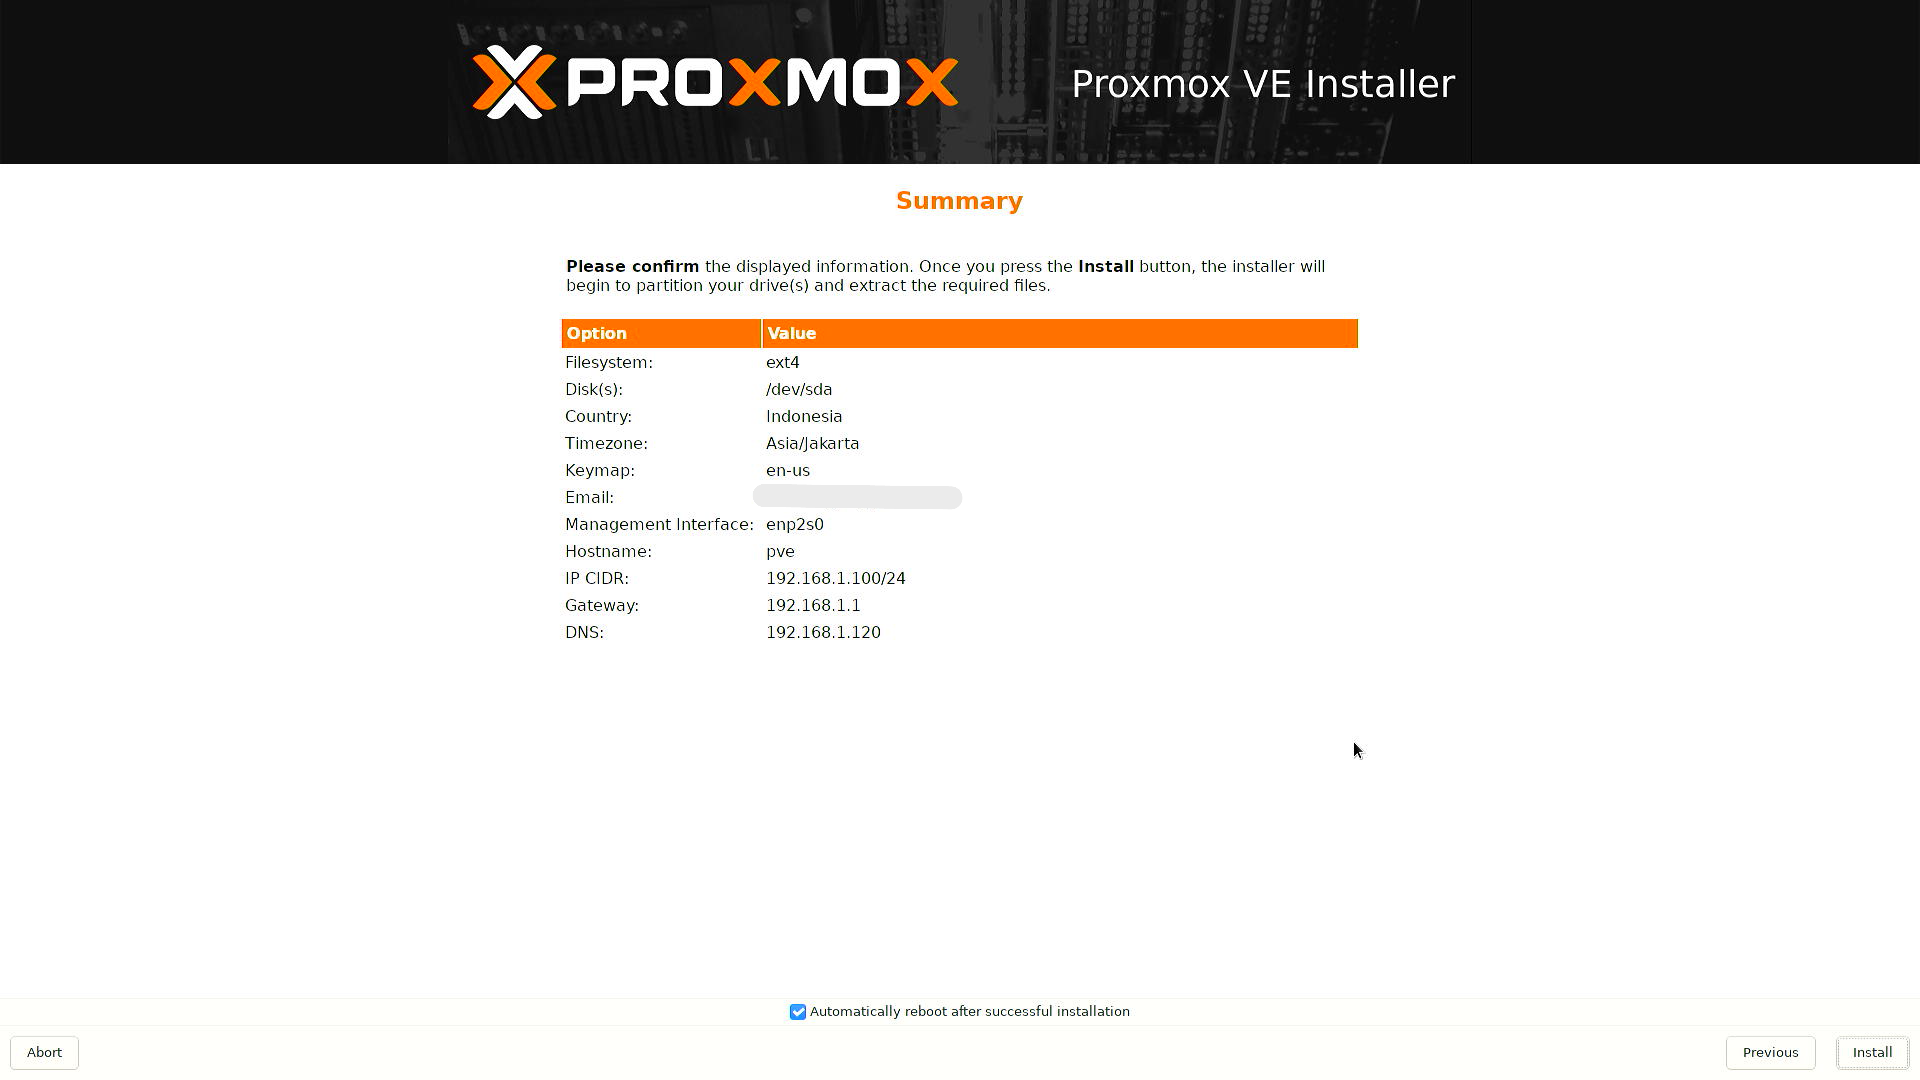 PROXMOX
Proxmox VE Installer
Summary
Please confirm the displayed information. Once you press the Install button, the installer will
begin to partition your drive(s) and extract the required files.
Option Value
Filesystem: ext4
Disk(s): /dev/sda
Country: Indonesia
Timezone: Asia/Jakarta
Keymap: en-us
Email:
Management Interface: enp2s0
Hostname: pve
IP CIDR: 192.168.1.100/24
Gateway: 192.168.1.1
DNS: 192.168.1.120
Automatically reboot after successful installation
Abort Previous Install